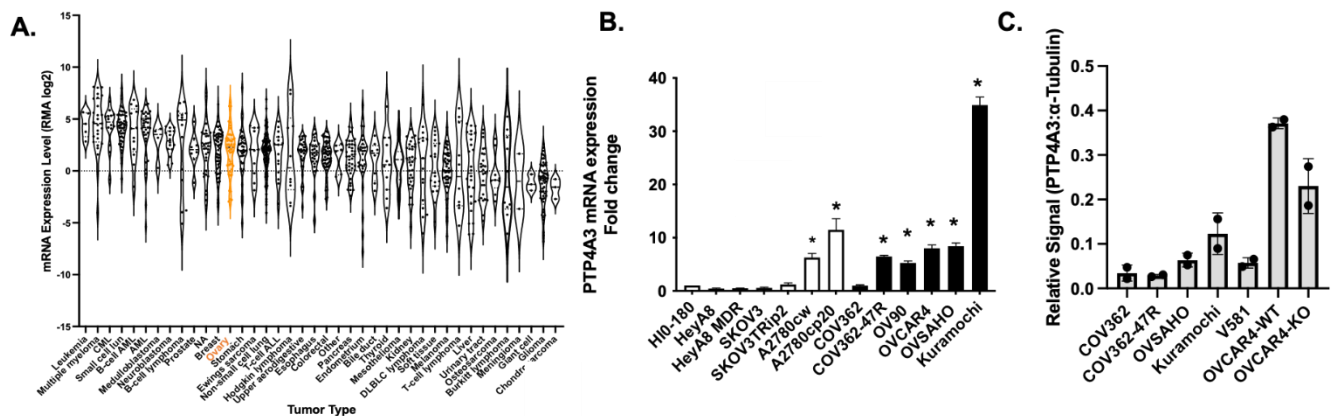 A.
mRNA Expression Level (RMA log2)
15
10
5
0
-5
-10
-15
Leukemia
Multiple myeloma
CML
Small cell lung
B-cell ALL
AML
Medulloblastoma
Neuroblastoma
B-cell lymphoma
Prostate
NA
Breast
Ovary
Stomach
Ewings sarcoma
Non-small cell lung
T-cell ALL
Hodgkin lymphoma
Upper aerodigestive
Esophagus
Colorectal
Other
Pancreas
Endometrium
Bile duct
Thyroid
Mesothelioma
Kidney
DLBLC lymphoma
Soft tissue
Melanoma
T-cell lymphoma
Liver
Urinary tract
Osteosarcoma
Burkitt lymphoma
Meningioma
Giant cell
Glioma
Tumor Type
B.
PTP4A3 mRNA expression
Fold change
40
30
20
10
0
* * * * * * *
HI0-180
HeyA8
HeyA8 MDR
SKOV3
SKOV3TRip2
A2780cw
A2780cp20
COV362
COV362-47R
OV90
OVCAR4
OVSAHO
Kuramochi
C.
Relative Signal (PTP4A3:α-Tubulin)
0.5
0.4
0.3
0.2
0.1
0.0
COV362
COV362-47R
OVSAHO
Kuramochi
V581
OVCAR4-WT
OVCAR4-KO